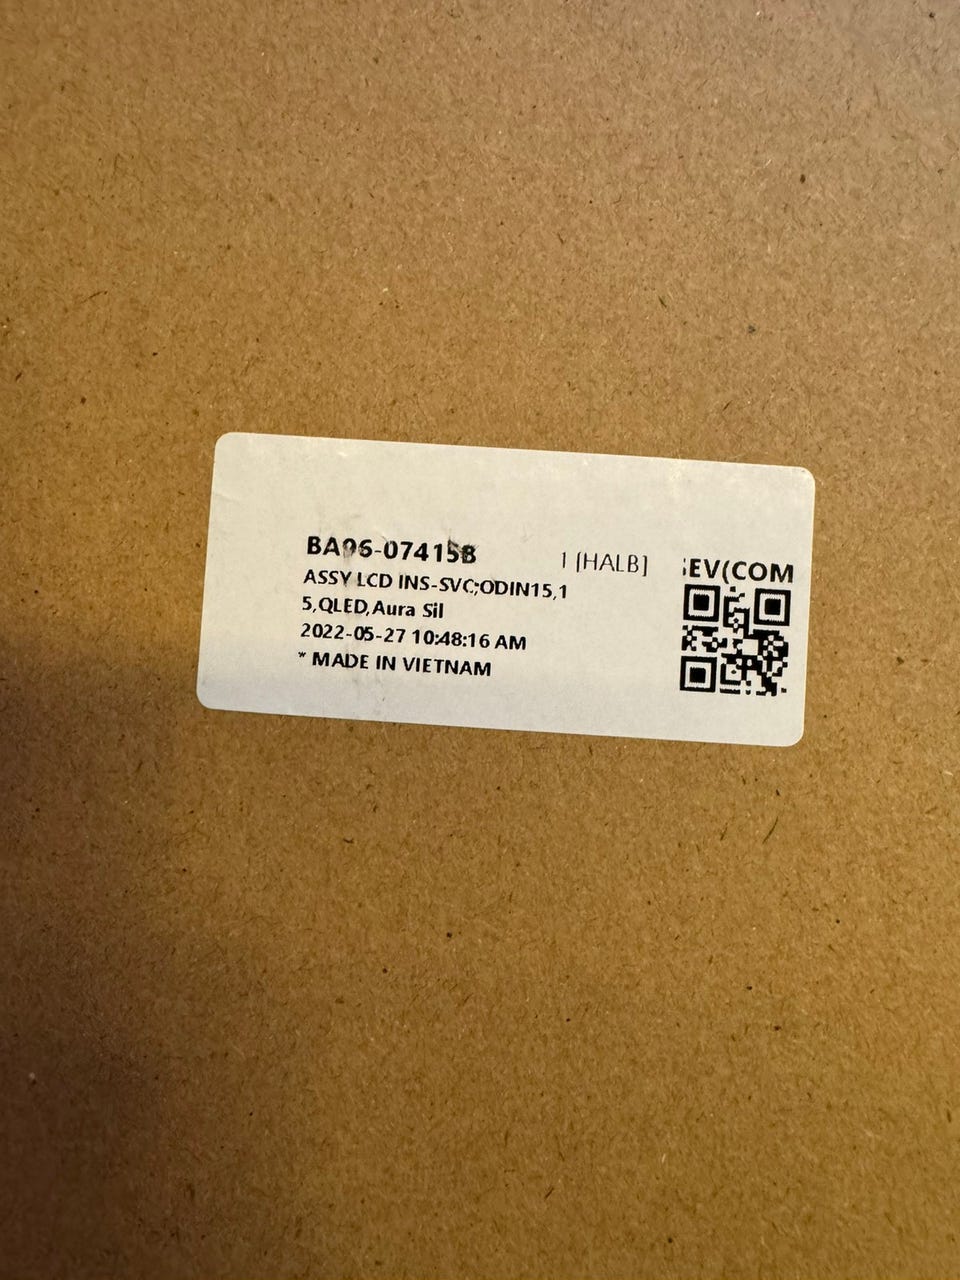 BA96-07415B
1 [HALB]
EV(COM
ASSY LCD INS-SVC;ODIN15,1
5,QLED,Aura Sil
2022-05-27 10:48:16 AM
* MADE IN VIETNAM